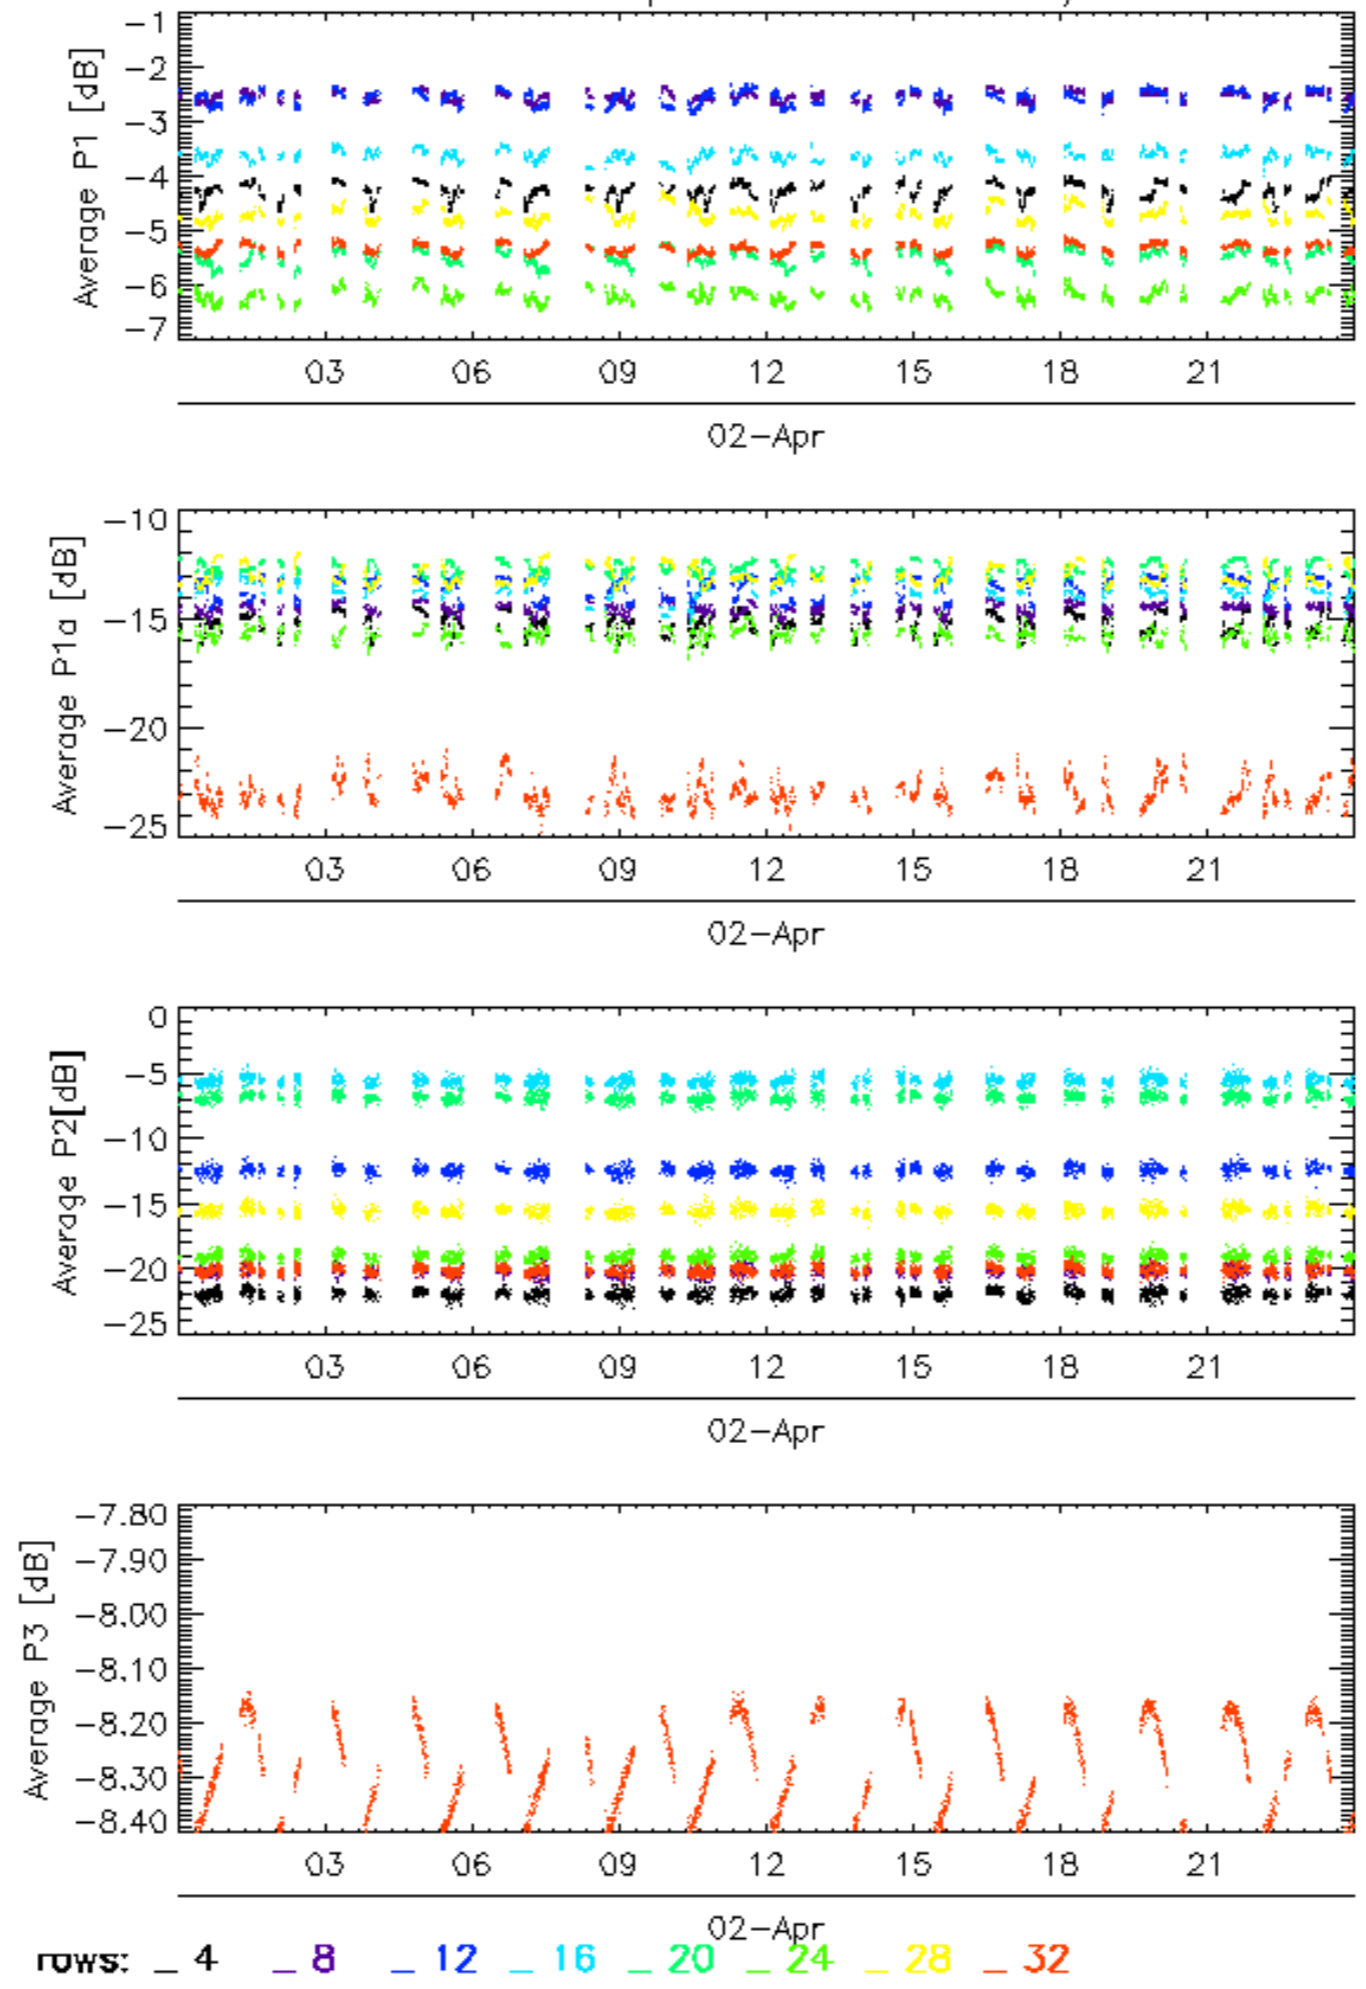 Average P1 [dB]
-1
-2
-3
-4
-5
-6
-7
03 06 09 12 15 18 21
02-Apr
Average P1a [dB]
-10
-15
-20
-25
03 06 09 12 15 18 21
02-Apr
Average P2[dB]
0
-5
-10
-15
-20
-25
03 06 09 12 15 18 21
02-Apr
Average P3 [dB]
-7.80
-7.90
-8.00
-8.10
-8.20
-8.30
-8.40
03 06 09 12 15 18 21
02-Apr
rows: _ 4 _ 8 _ 12 _ 16 _ 20 _ 24 _ 28 _ 32